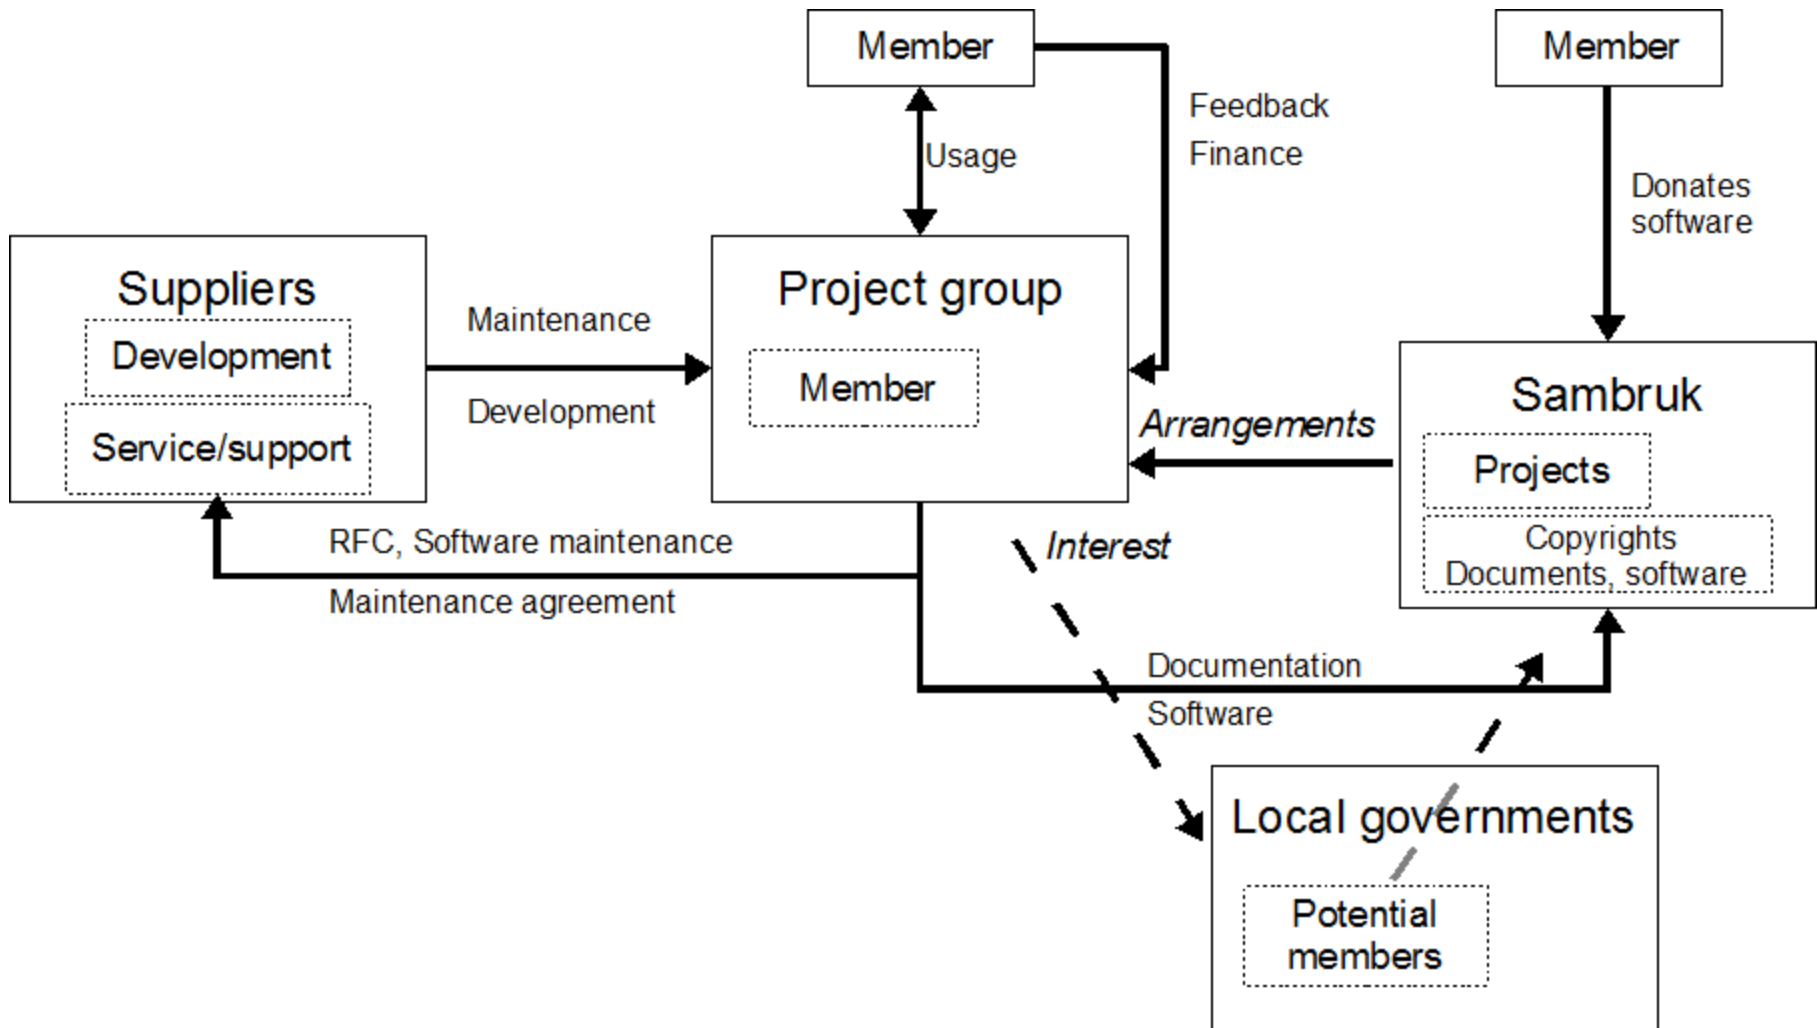 Member
Member
Feedback
Finance
Usage
Donates
software
Suppliers
Development
Service/support
Maintenance
Development
Project group
Member
Arrangements
Sambruk
Projects
Copyrights
Documents, software
RFC, Software maintenance
Maintenance agreement
Interest
Documentation
Software
Local governments
Potential
members